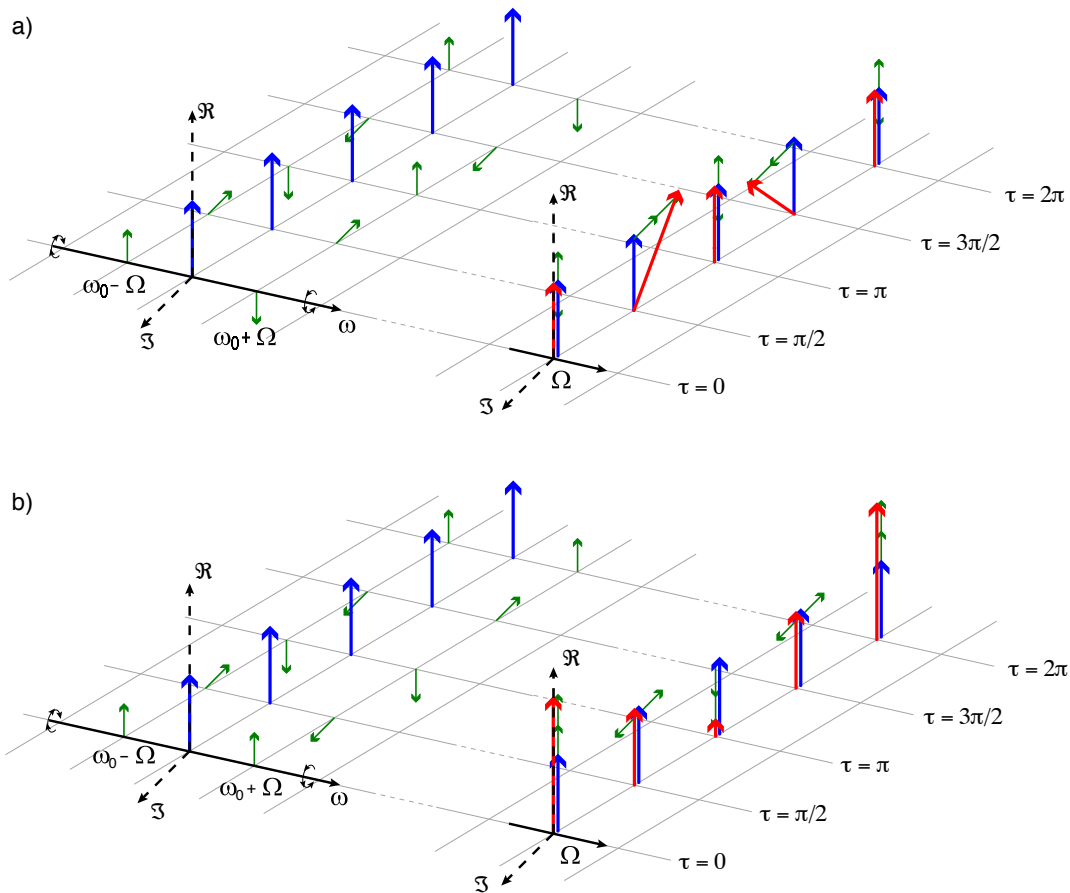 a)
ℜ
ℜ
τ = 2π
τ = 3π/2
τ = π
ω₀ − Ω
ℑ
ω₀ + Ω
ω
τ = π/2
Ω
τ = 0
ℑ
b)
ℜ
ℜ
τ = 2π
τ = 3π/2
τ = π
ω₀ − Ω
ℑ
ω₀ + Ω
ω
τ = π/2
Ω
τ = 0
ℑ